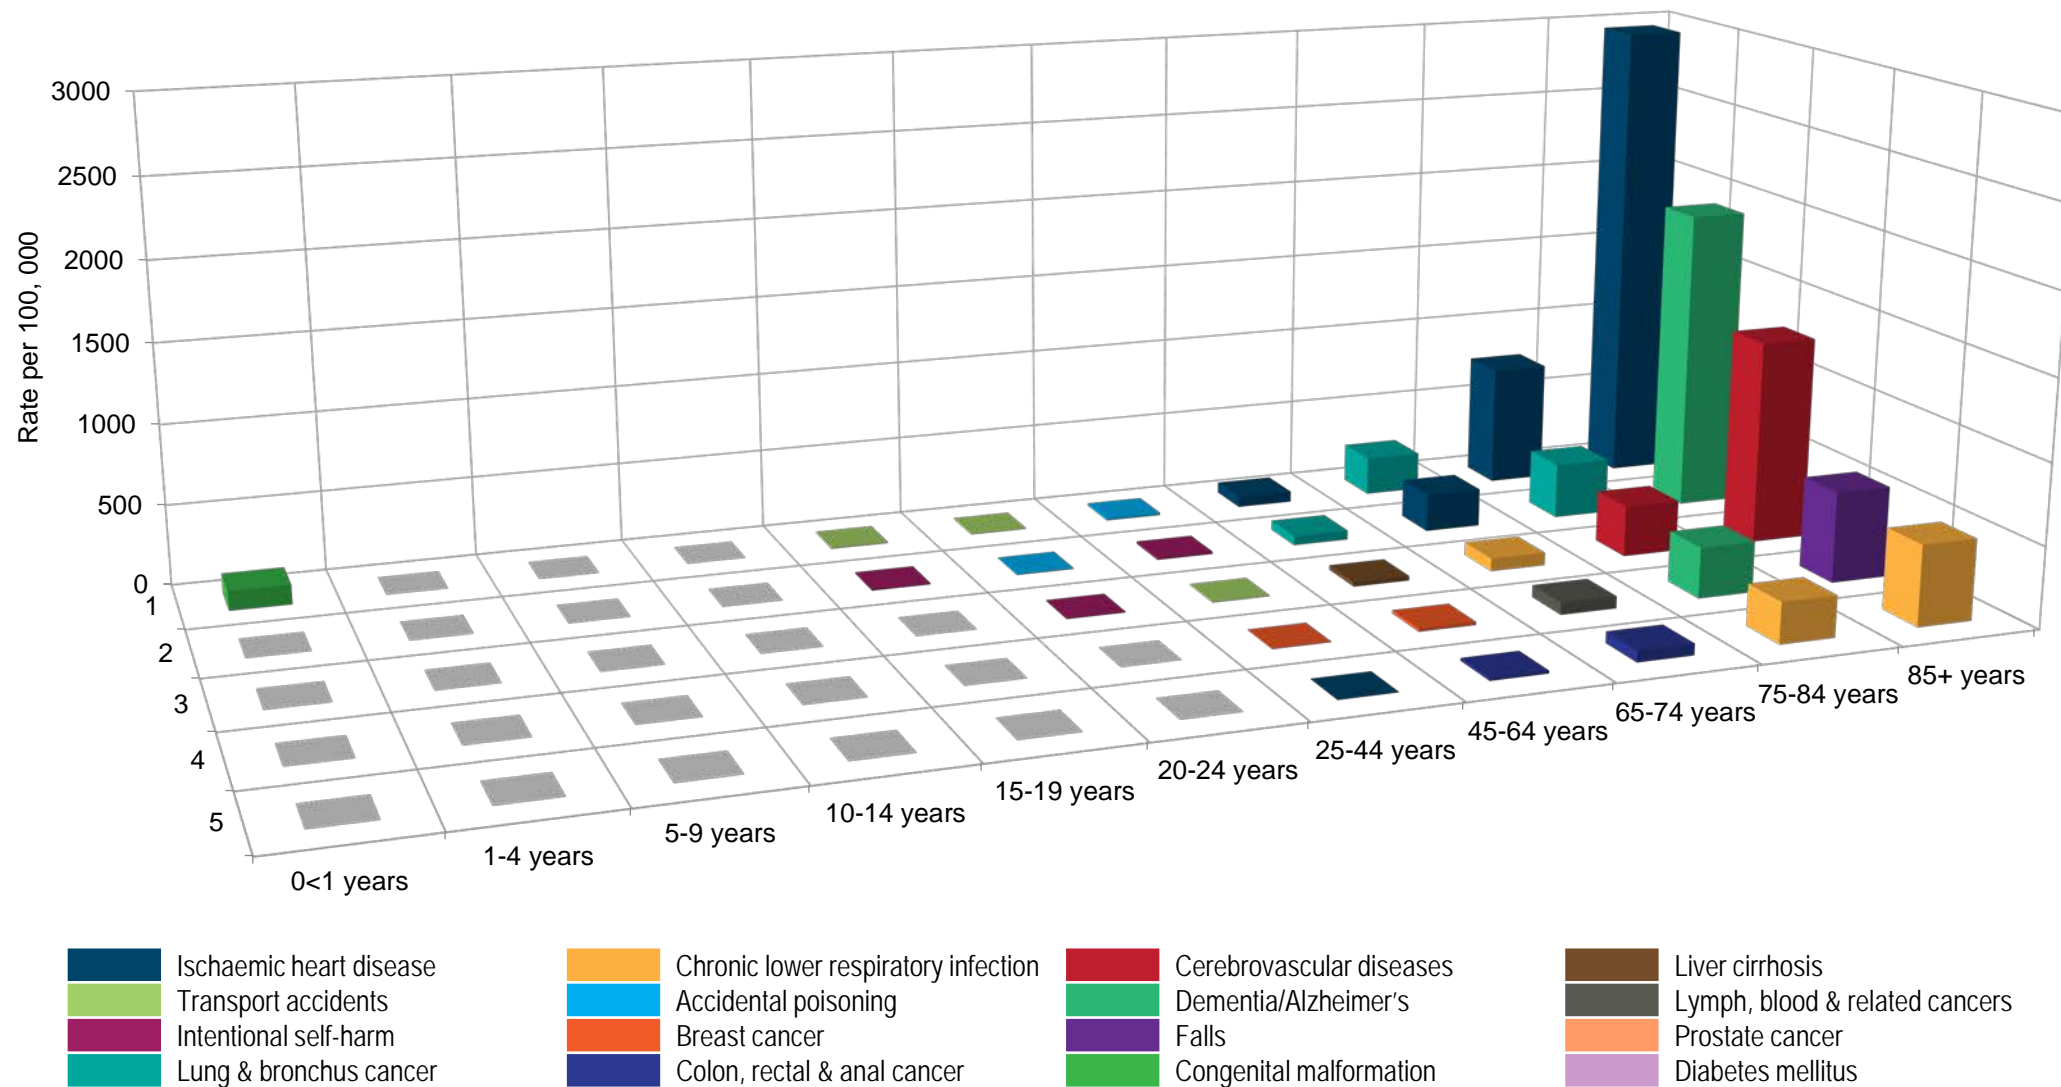 3000
2500
2000
1500
1000
500
0
Rate per 100, 000
1
2
3
4
5
0<1 years
1-4 years
5-9 years
10-14 years
15-19 years
20-24 years
25-44 years
45-64 years
65-74 years
75-84 years
85+ years
Ischaemic heart disease
Chronic lower respiratory infection
Cerebrovascular diseases
Liver cirrhosis
Transport accidents
Accidental poisoning
Dementia/Alzheimer's
Lymph, blood & related cancers
Intentional self-harm
Breast cancer
Falls
Prostate cancer
Lung & bronchus cancer
Colon, rectal & anal cancer
Congenital malformation
Diabetes mellitus